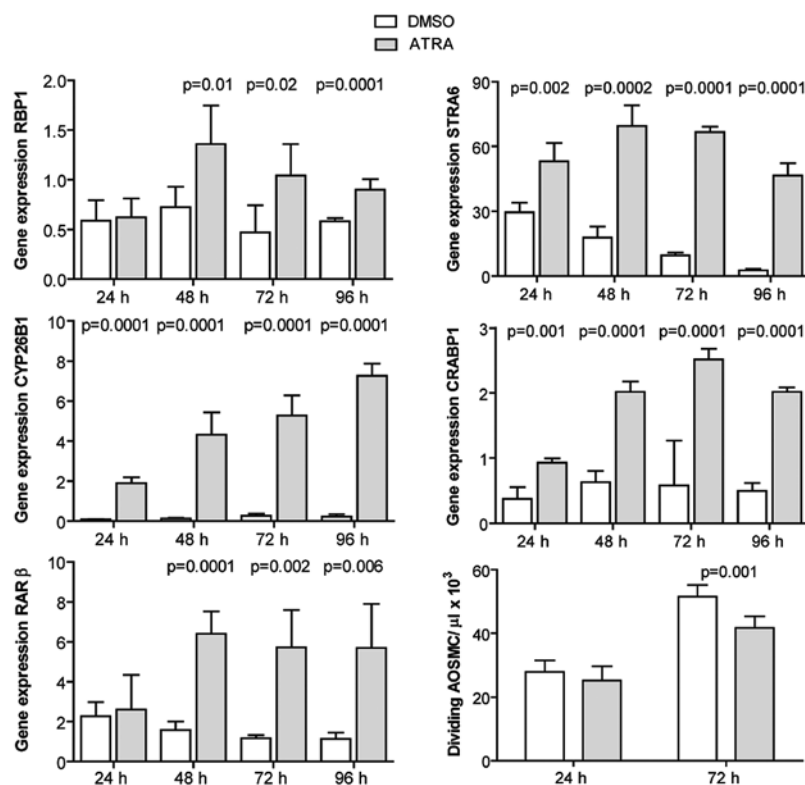 DMSO
ATRA
Gene expression RBP1
2.0
1.5
1.0
0.5
0.0
p=0.01 p=0.02 p=0.0001
24 h 48 h 72 h 96 h
Gene expression STRA6
90
60
30
0
p=0.002 p=0.0002 p=0.0001 p=0.0001
24 h 48 h 72 h 96 h
Gene expression CYP26B1
10
8
6
4
2
0
p=0.0001 p=0.0001 p=0.0001 p=0.0001
24 h 48 h 72 h 96 h
Gene expression CRABP1
3
2
1
0
p=0.001 p=0.0001 p=0.0001 p=0.0001
24 h 48 h 72 h 96 h
Gene expression RAR β
10
8
6
4
2
0
p=0.0001 p=0.002 p=0.006
24 h 48 h 72 h 96 h
Dividing AOSMC/ μl x 10³
60
40
20
0
p=0.001
24 h 72 h